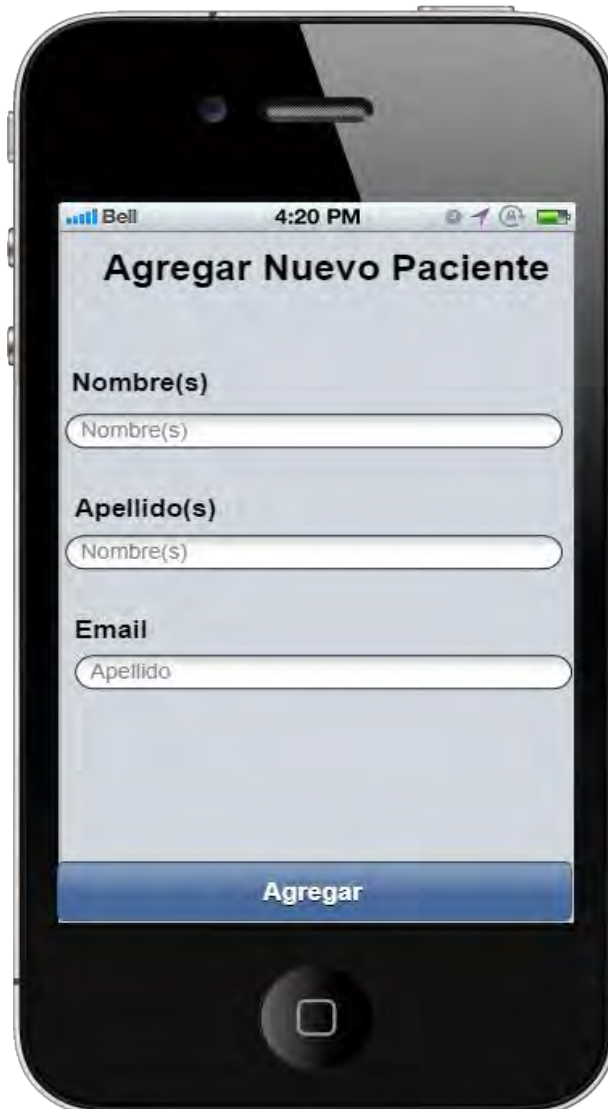 Bell 4:20 PM
Agregar Nuevo Paciente
Nombre(s)
Nombre(s)
Apellido(s)
Nombre(s)
Email
Apellido
Agregar